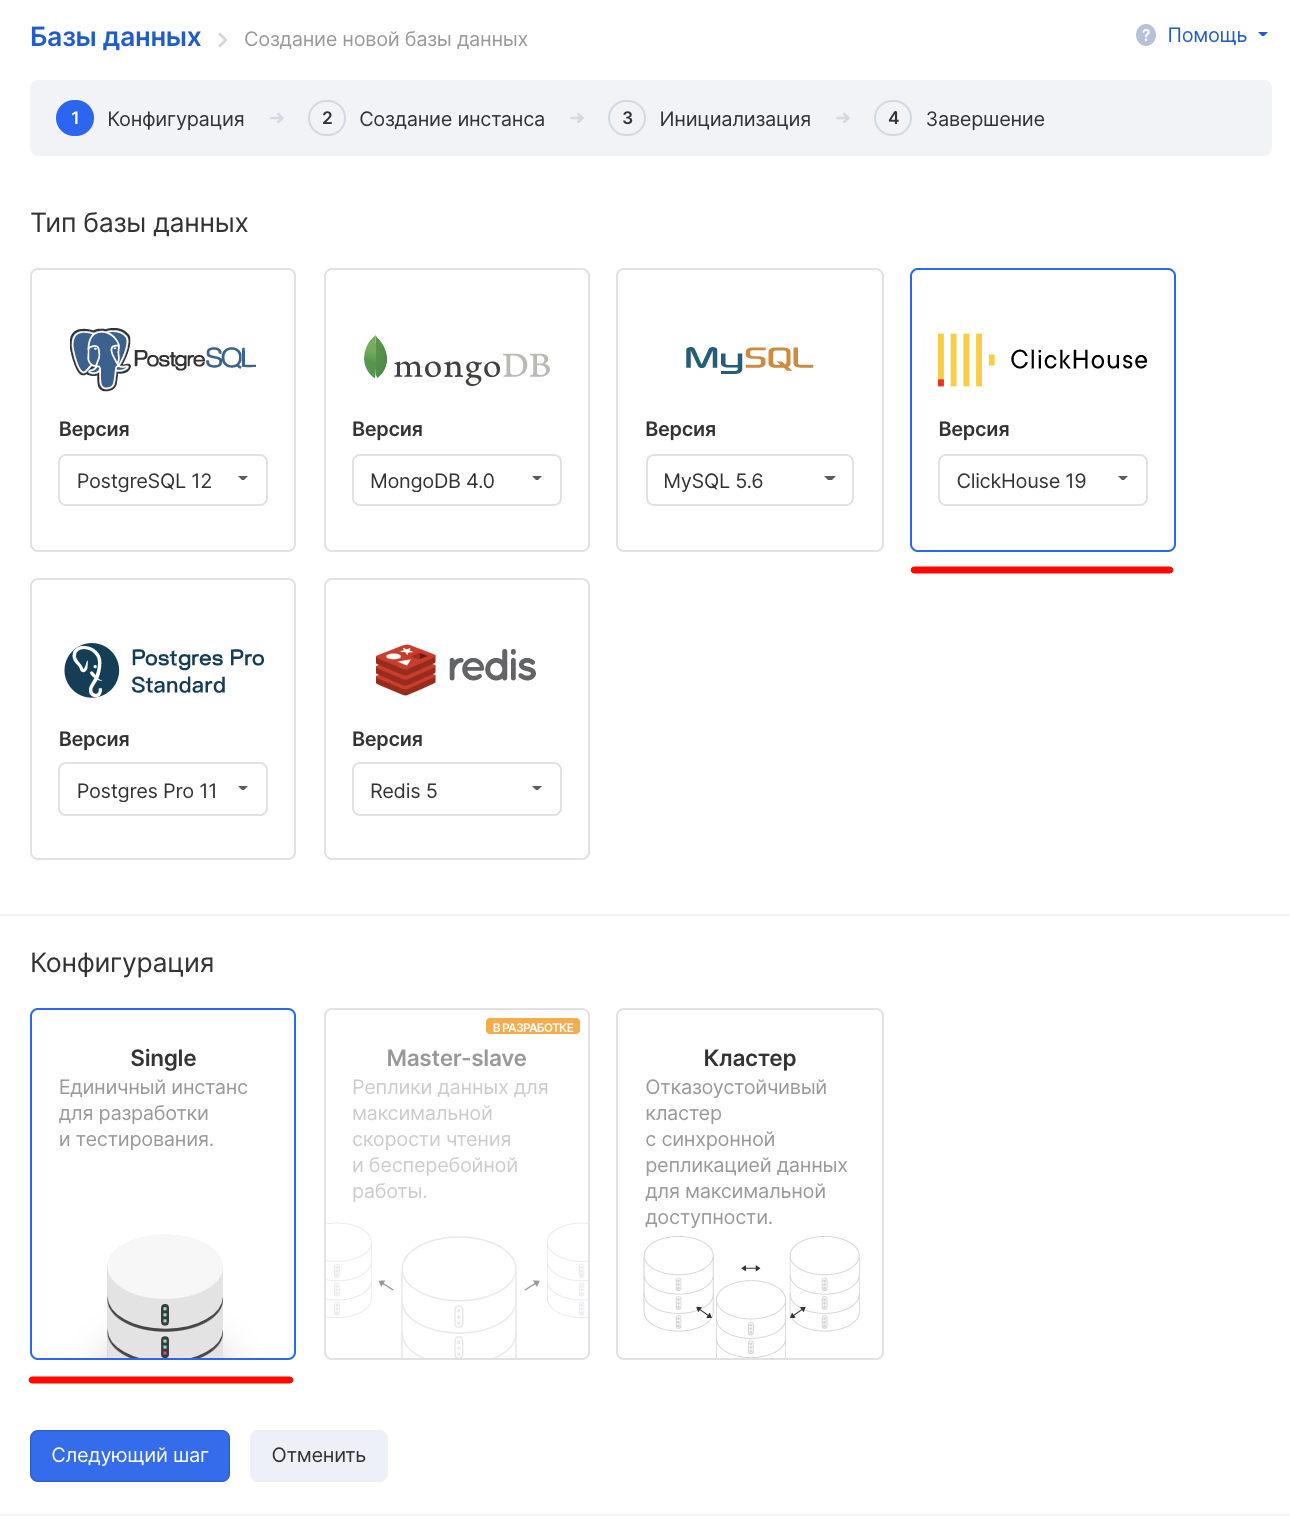 Базы данных
Создание новой базы данных
? Помощь
1 Конфигурация
2 Создание инстанса
3 Инициализация
4 Завершение
Тип базы данных
PostgreSQL
Версия
PostgreSQL 12
mongoDB
Версия
MongoDB 4.0
MySQL
Версия
MySQL 5.6
ClickHouse
Версия
ClickHouse 19
Postgres Pro
Standard
Версия
Postgres Pro 11
redis
Версия
Redis 5
Конфигурация
Single
Единичный инстанс
для разработки
и тестирования.
В РАЗРАБОТКЕ
Master-slave
Реплики данных для
максимальной
скорости чтения
и бесперебойной
работы.
Кластер
Отказоустойчивый
кластер
с синхронной
репликацией данных
для максимальной
доступности.
Следующий шаг
Отменить